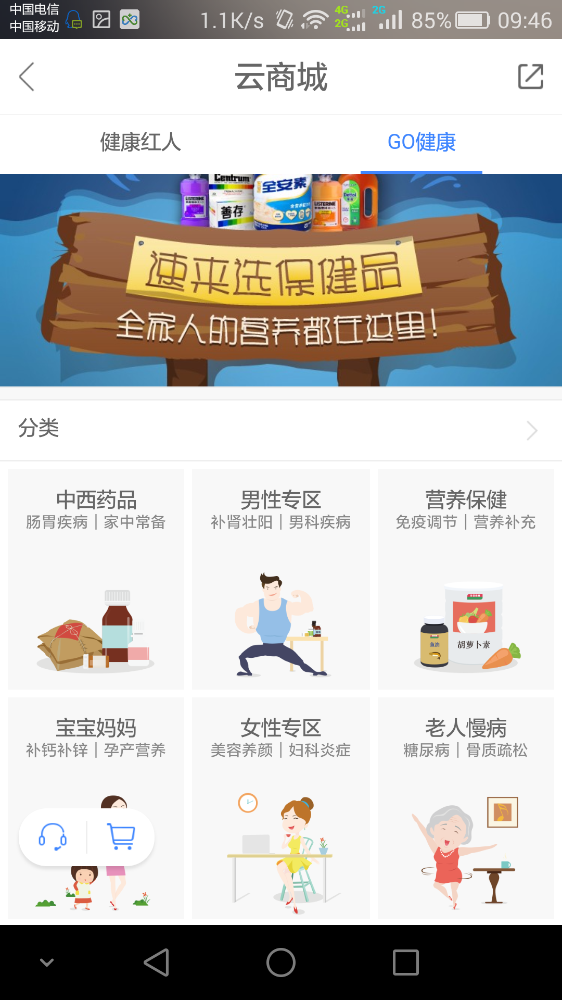 中国电信
中国移动
1.1K/s
4G
2G
2G
85%
09:46
云商城
健康红人
GO健康
Centrum
善存
全安素
LISTERINE
LISTERINE
Dettol
速来选保健品
全家人的营养都在这里!
分类
中西药品
肠胃疾病|家中常备
男性专区
补肾壮阳|男科疾病
营养保健
免疫调节|营养补充
鱼油
胡萝卜素
宝宝妈妈
补钙补锌|孕产营养
女性专区
美容养颜|妇科炎症
老人慢病
糖尿病|骨质疏松